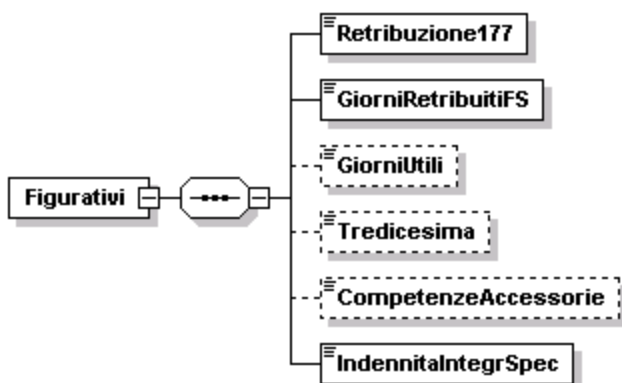 Retribuzione177
GiorniRetribuitiFS
GiorniUtili
Figurativi
Tredicesima
CompetenzeAccessorie
IndennitaIntegrSpec